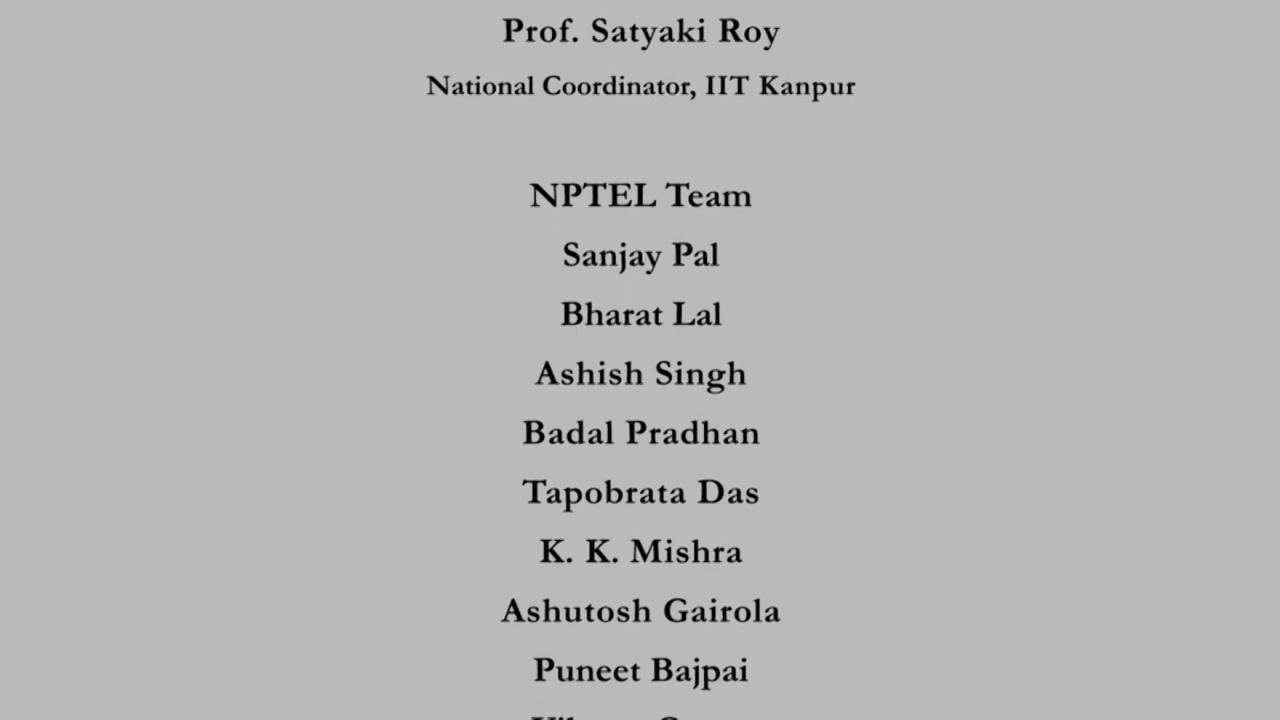 Prof. Satyaki Roy
National Coordinator, IIT Kanpur
NPTEL Team
Sanjay Pal
Bharat Lal
Ashish Singh
Badal Pradhan
Tapobrata Das
K. K. Mishra
Ashutosh Gairola
Puneet Bajpai